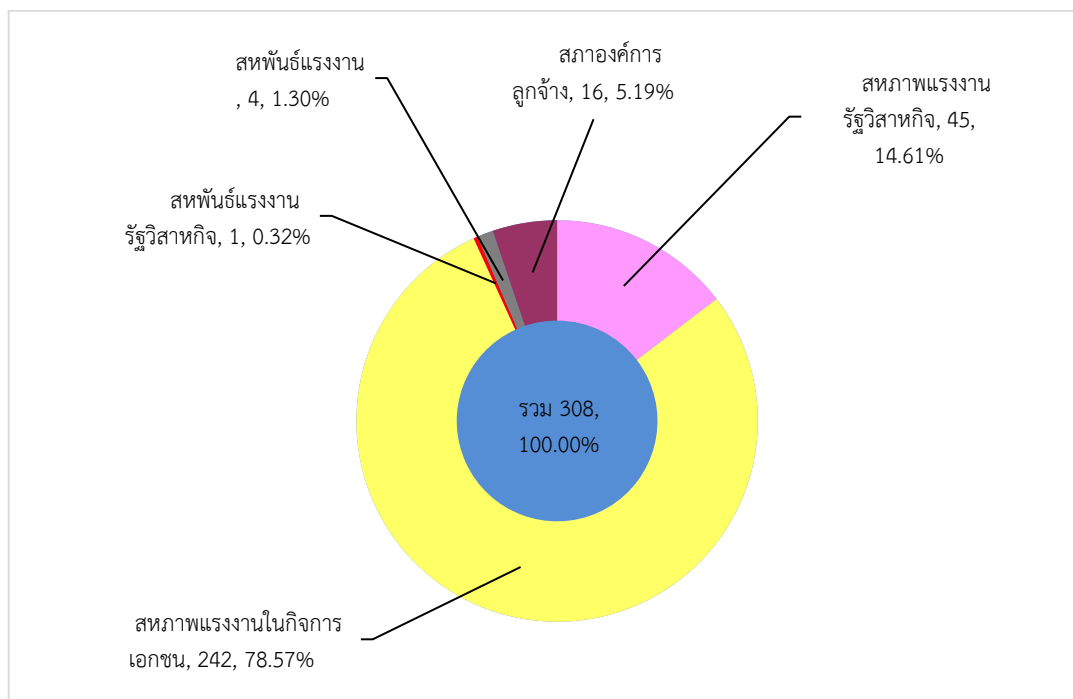 สหพันธ์แรงงาน
, 4, 1.30%
สภาองค์การ
ลูกจ้าง, 16, 5.19%
สหภาพแรงงาน
รัฐวิสาหกิจ, 45,
14.61%
สหพันธ์แรงงาน
รัฐวิสาหกิจ, 1, 0.32%
รวม 308,
100.00%
สหภาพแรงงานในกิจการ
เอกชน, 242, 78.57%